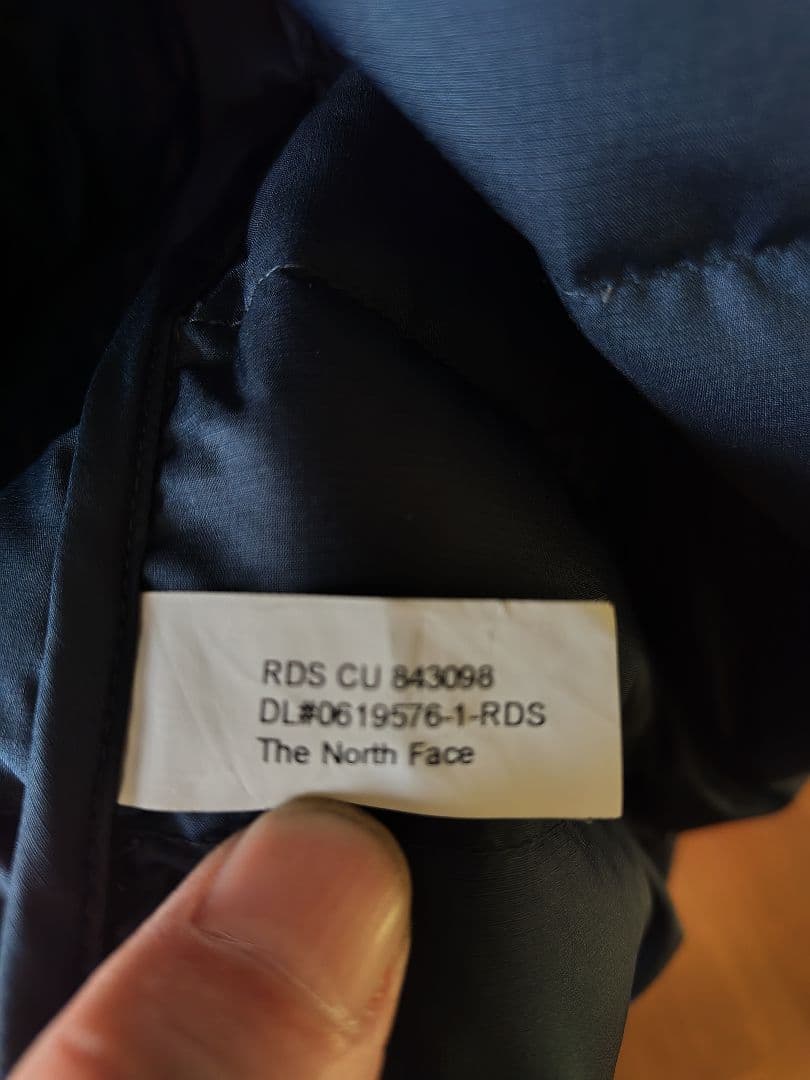 RDS CU 843098
DL#0619576-1-RDS
The North Face